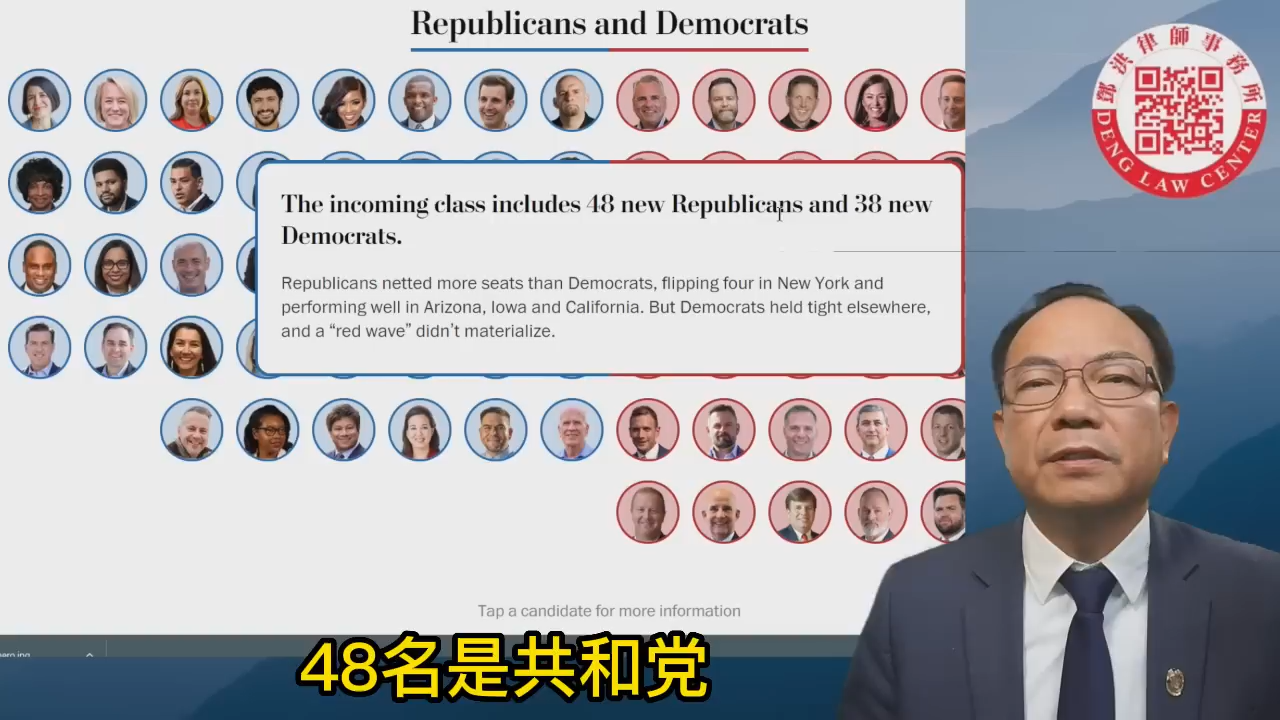 Republicans and Democrats
鄧洪律師事務所
DENG LAW CENTER
The incoming class includes 48 new Republicans and 38 new
Democrats.
Republicans netted more seats than Democrats, flipping four in New York and
performing well in Arizona, Iowa and California. But Democrats held tight elsewhere,
and a “red wave” didn’t materialize.
Tap a candidate for more information
48名是共和党